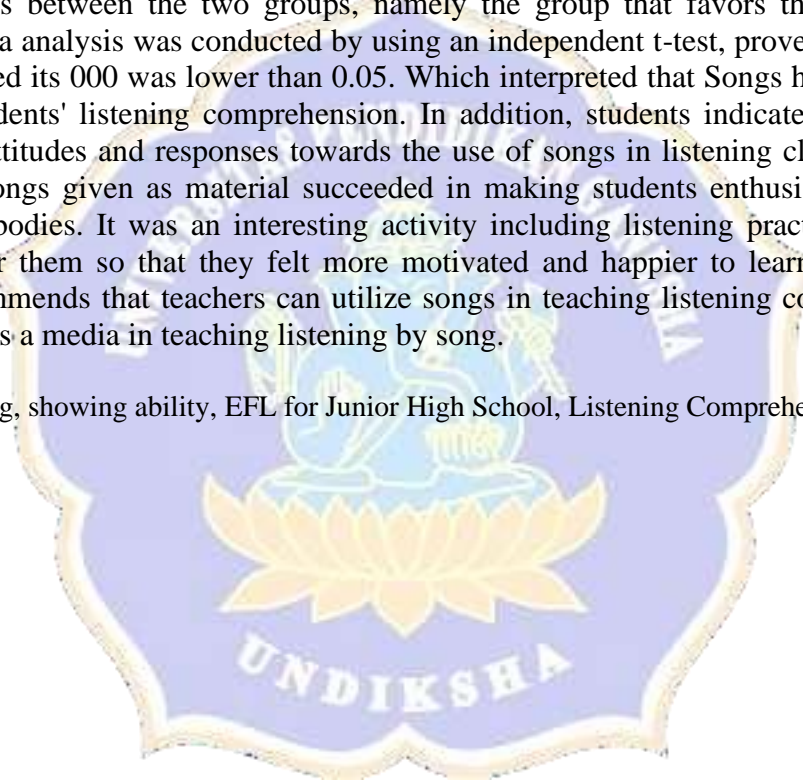 s between the two groups, namely the group that favors th
a analysis was conducted by using an independent t-test, prove
ed its 000 was lower than 0.05. Which interpreted that Songs h
dents' listening comprehension. In addition, students indicate
ttitudes and responses towards the use of songs in listening cl
ongs given as material succeeded in making students enthusi
bodies. It was an interesting activity including listening pract
r them so that they felt more motivated and happier to learn
mmends that teachers can utilize songs in teaching listening co
s a media in teaching listening by song.
g, showing ability, EFL for Junior High School, Listening Comprehe
UNIVERSITAS PENDIDIKAN GANESHA
UNDIKSHA